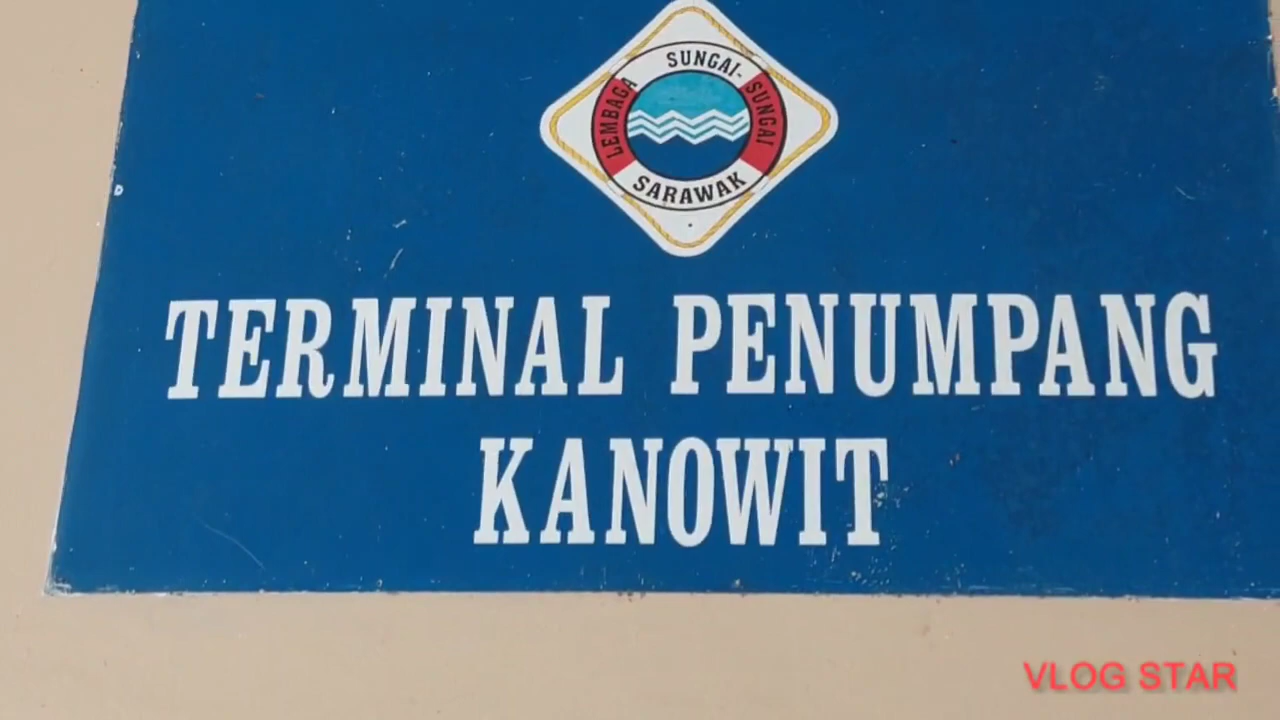 LEMBAGA SUNGAI-SUNGAI
SARAWAK
TERMINAL PENUMPANG
KANOWIT
VLOG STAR